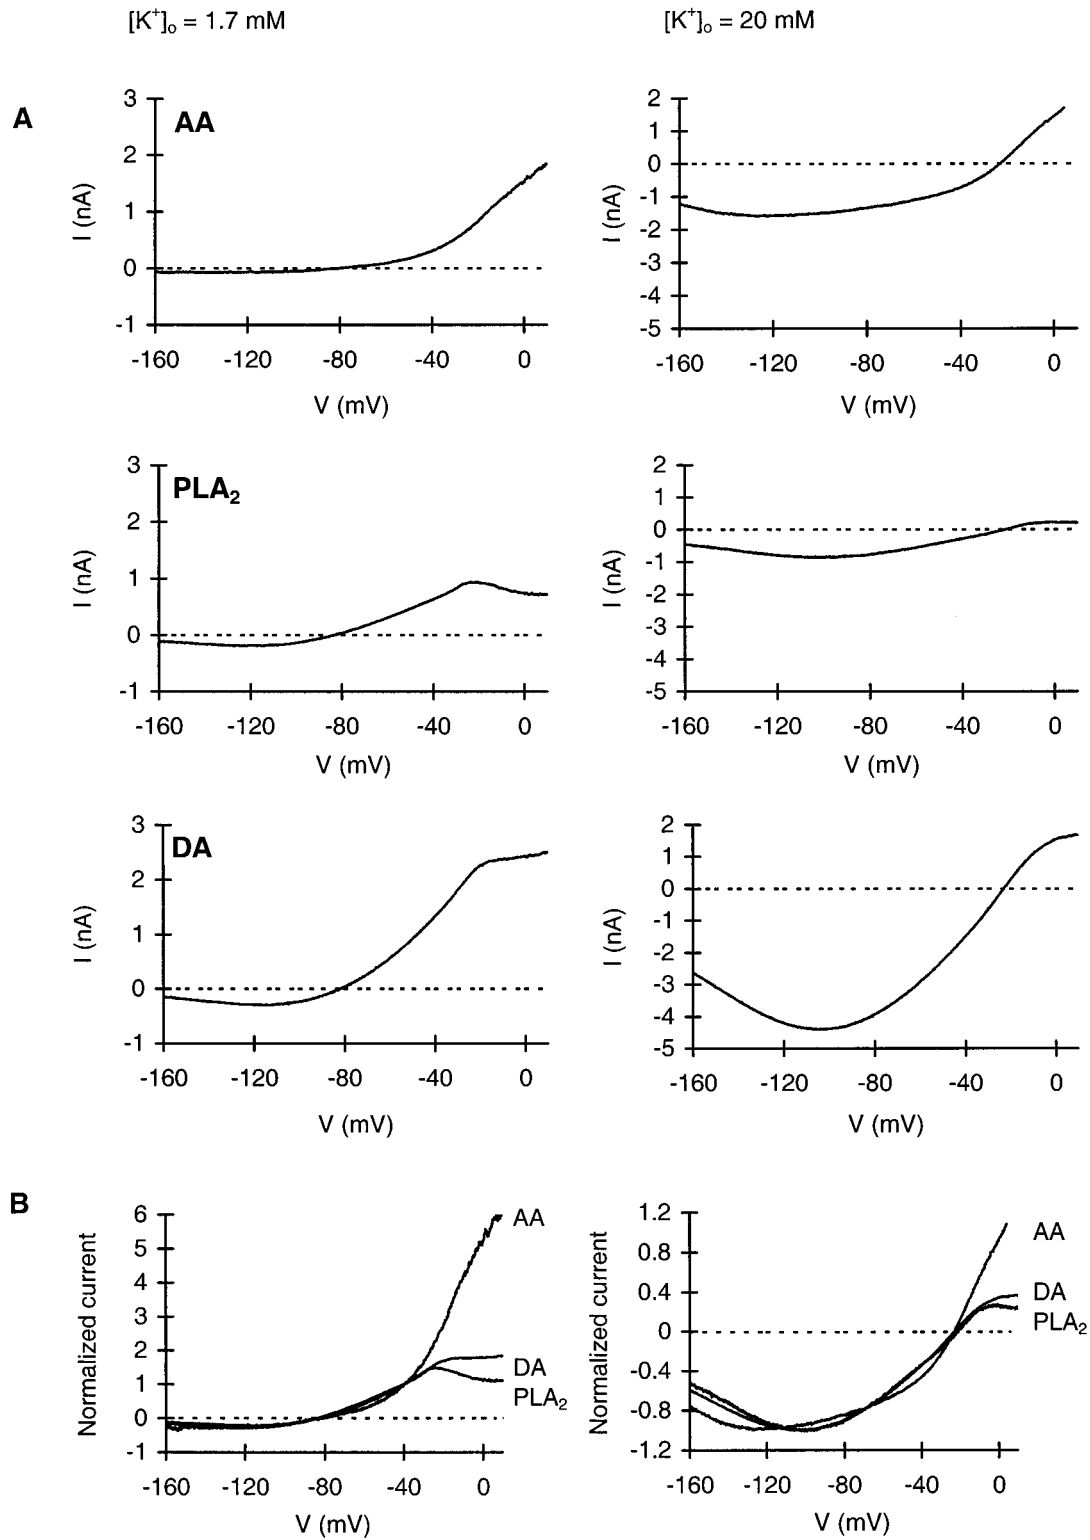 [K⁺]ₒ = 1.7 mM
[K⁺]ₒ = 20 mM
A
AA
3
2
1
0
-1
I (nA)
-160 -120 -80 -40 0
V (mV)
2
1
0
-1
-2
-3
-4
-5
I (nA)
-160 -120 -80 -40 0
V (mV)
PLA₂
3
2
1
0
-1
I (nA)
-160 -120 -80 -40 0
V (mV)
2
1
0
-1
-2
-3
-4
-5
I (nA)
-160 -120 -80 -40 0
V (mV)
DA
3
2
1
0
-1
I (nA)
-160 -120 -80 -40 0
V (mV)
2
1
0
-1
-2
-3
-4
-5
I (nA)
-160 -120 -80 -40 0
V (mV)
B
6
5
4
3
2
1
0
-1
Normalized current
AA
DA
PLA₂
-160 -120 -80 -40 0
V (mV)
1.2
0.8
0.4
0
-0.4
-0.8
-1.2
Normalized current
AA
DA
PLA₂
-160 -120 -80 -40 0
V (mV)